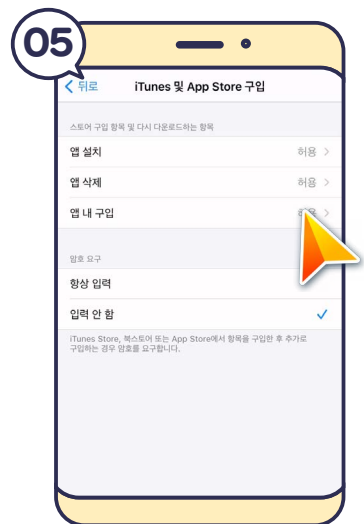 05
뒤로 iTunes 및 App Store 구입
스토어 구입 항목 및 다시 다운로드하는 항목
앱 설치 허용
앱 삭제 허용
앱 내 구입 허용
암호 요구
항상 입력
입력 안 함
iTunes Store, 북스토어 또는 App Store에서 항목을 구입한 후 추가로
구입하는 경우 암호를 요구합니다.